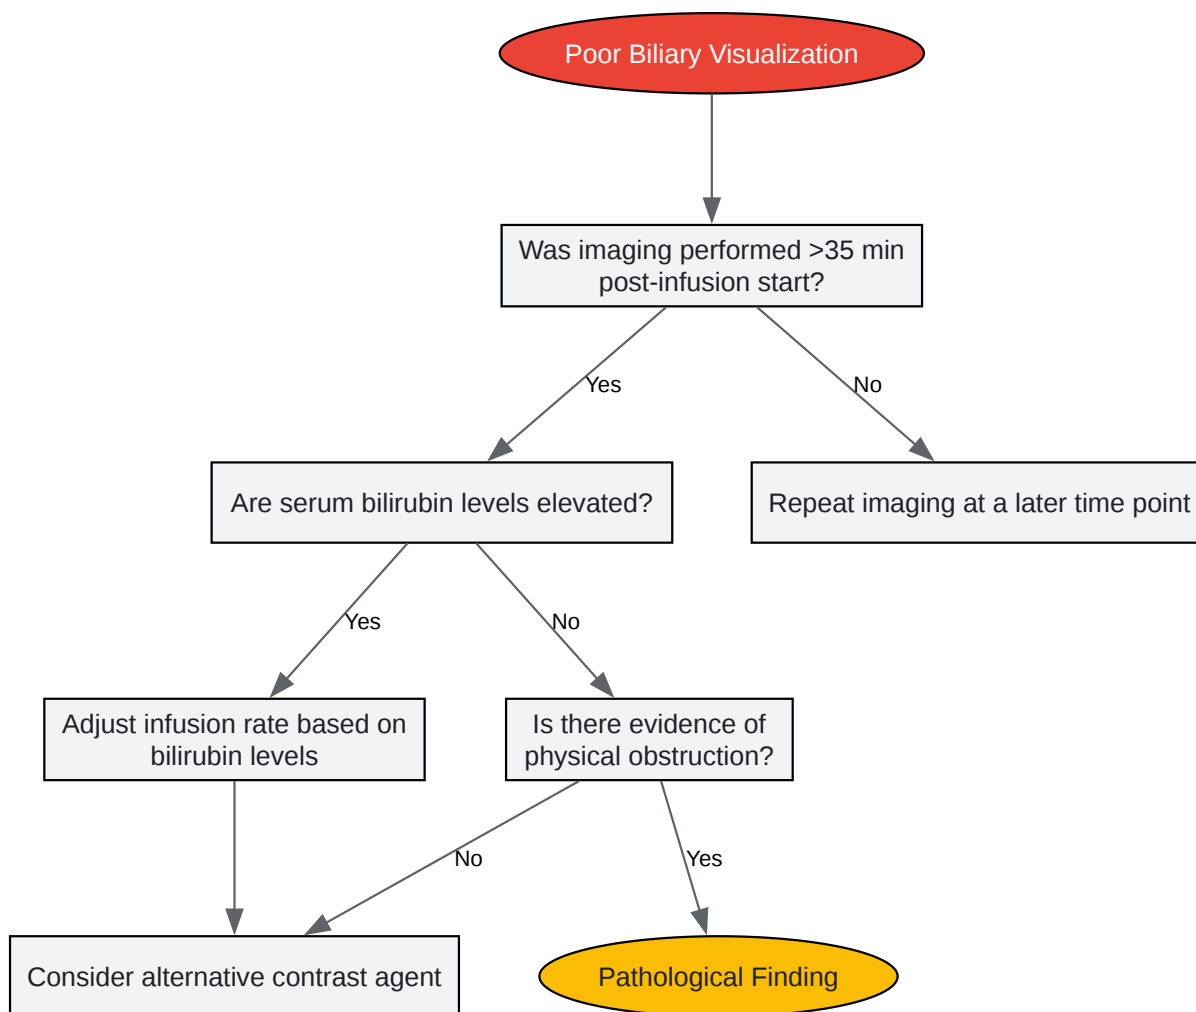 Poor Biliary Visualization
Was imaging performed >35 min
post-infusion start?
Yes
No
Are serum bilirubin levels elevated?
Repeat imaging at a later time point
Yes
No
Adjust infusion rate based on
bilirubin levels
Is there evidence of
physical obstruction?
No
Yes
Consider alternative contrast agent
Pathological Finding